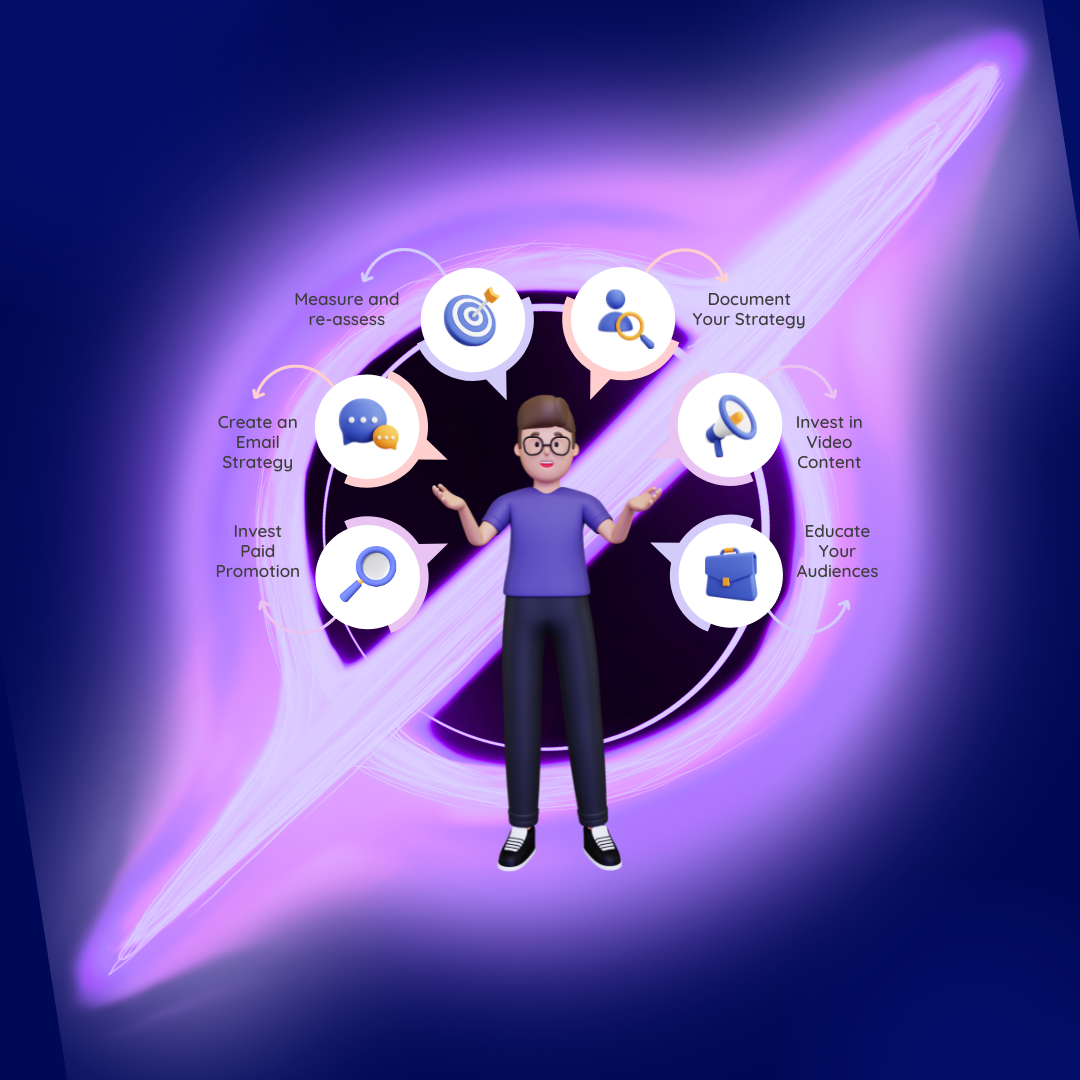 Measure and
re-assess
Document
Your Strategy
Create an
Email
Strategy
Invest in
Video
Content
Invest
Paid
Promotion
Educate
Your
Audiences